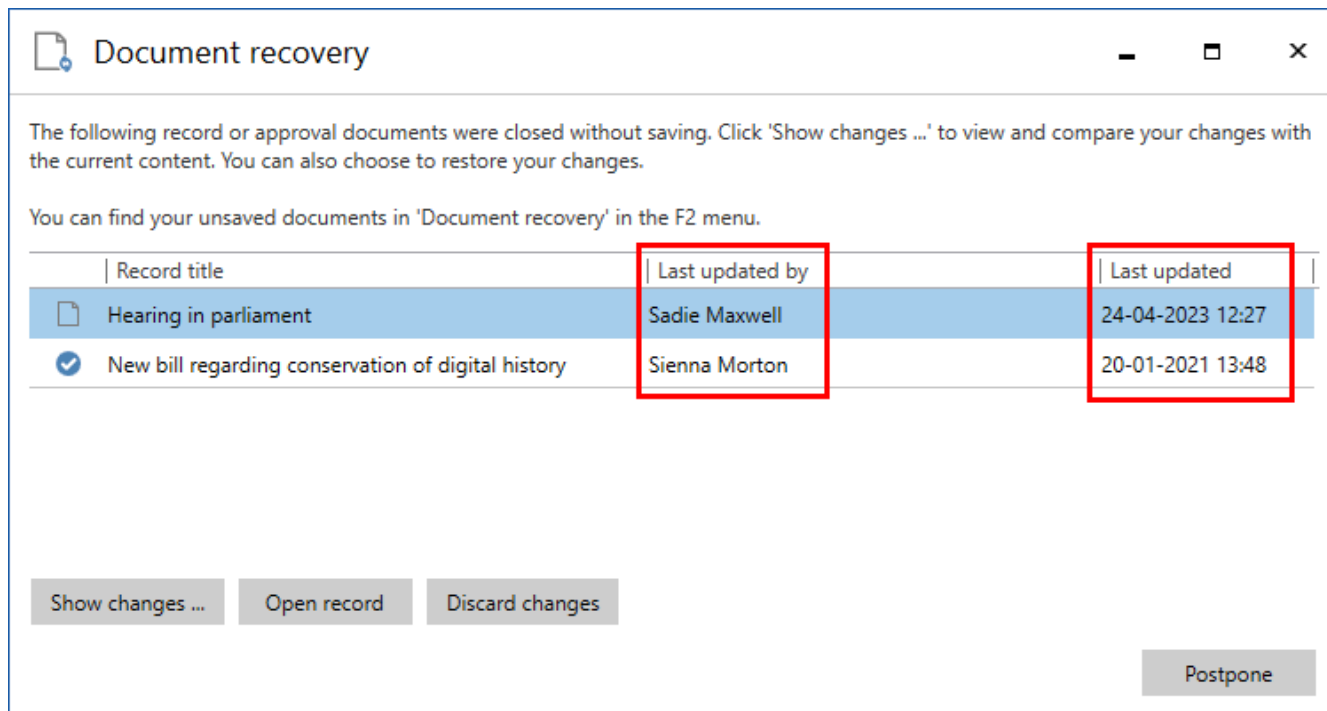 Document recovery
The following record or approval documents were closed without saving. Click 'Show changes ...' to view and compare your changes with
the current content. You can also choose to restore your changes.
You can find your unsaved documents in 'Document recovery' in the F2 menu.
Record title Last updated by Last updated
Hearing in parliament Sadie Maxwell 24-04-2023 12:27
New bill regarding conservation of digital history Sienna Morton 20-01-2021 13:48
Show changes ... Open record Discard changes
Postpone